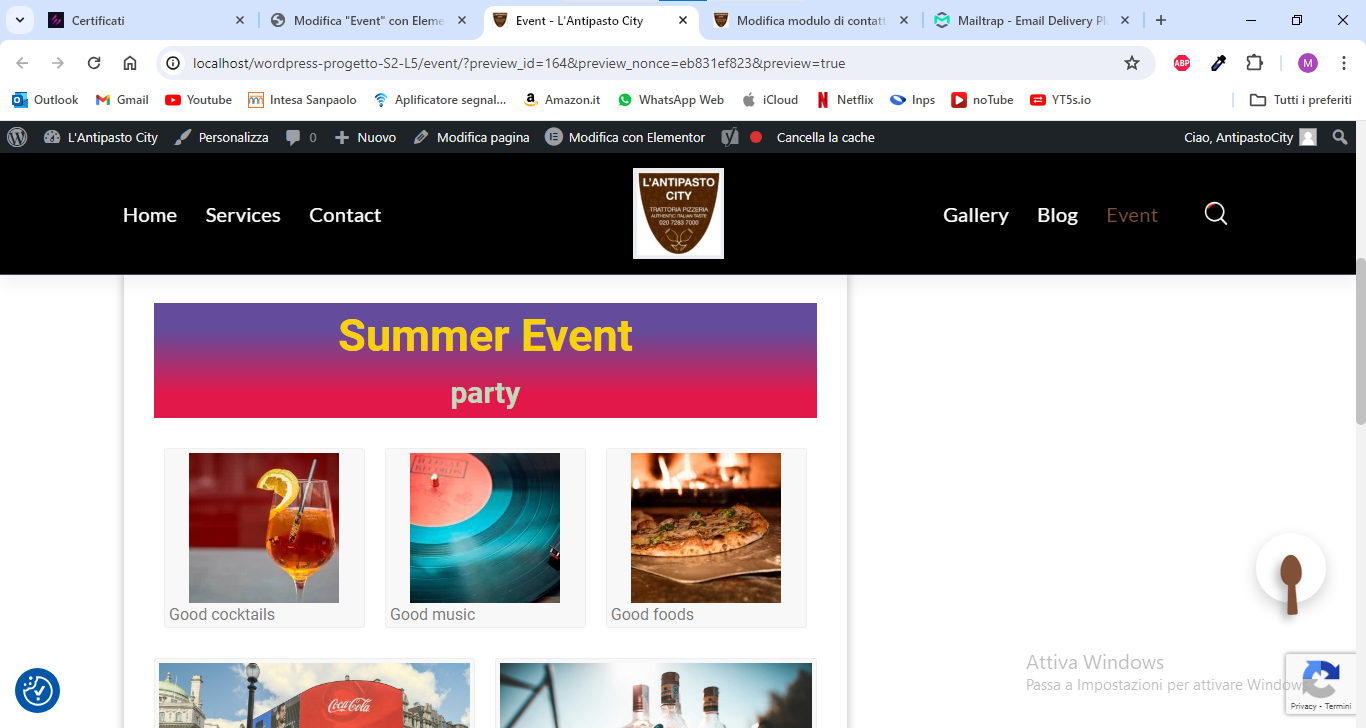 Certificati
Modifica "Event" con Eleme
Event - L'Antipasto City
Modifica modulo di contatt
Mailtrap - Email Delivery Pl
localhost/wordpress-progetto-S2-L5/event/?preview_id=164&preview_nonce=eb831ef823&preview=true
ABP
M
Outlook
Gmail
Youtube
Intesa Sanpaolo
Aplificatore segnal...
Amazon.it
WhatsApp Web
iCloud
Netflix
Inps
noTube
YT5s.io
Tutti i preferiti
L'Antipasto City
Personalizza
0
Nuovo
Modifica pagina
Modifica con Elementor
Cancella la cache
Ciao, AntipastoCity
Home
Services
Contact
L'ANTIPASTO
CITY
TRATTORIA PIZZERIA
AUTHENTIC ITALIAN TASTE
020 7283 7000
Gallery
Blog
Event
Summer Event
party
Good cocktails
Good music
Good foods
Coca-Cola
Attiva Windows
Passa a Impostazioni per attivare Windows
Privacy - Termini